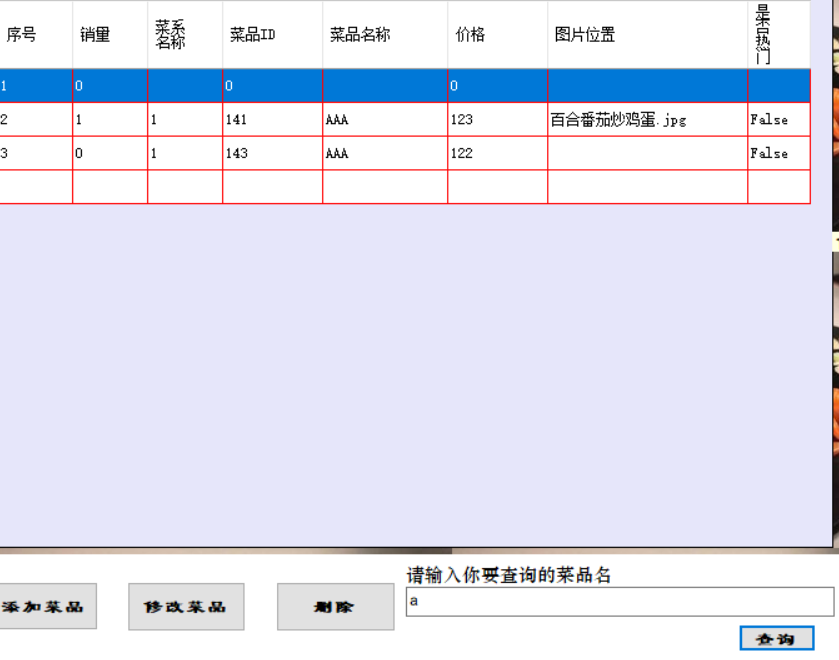 序号 销量 菜系名称 菜品ID 菜品名称 价格 图片位置 是否热门
1 0 0 0
2 1 1 141 AAA 123 百合番茄炒鸡蛋.jpg False
3 0 1 143 AAA 122 False
请输入你要查询的菜品名
添加菜品 修改菜品 删除 a
查询